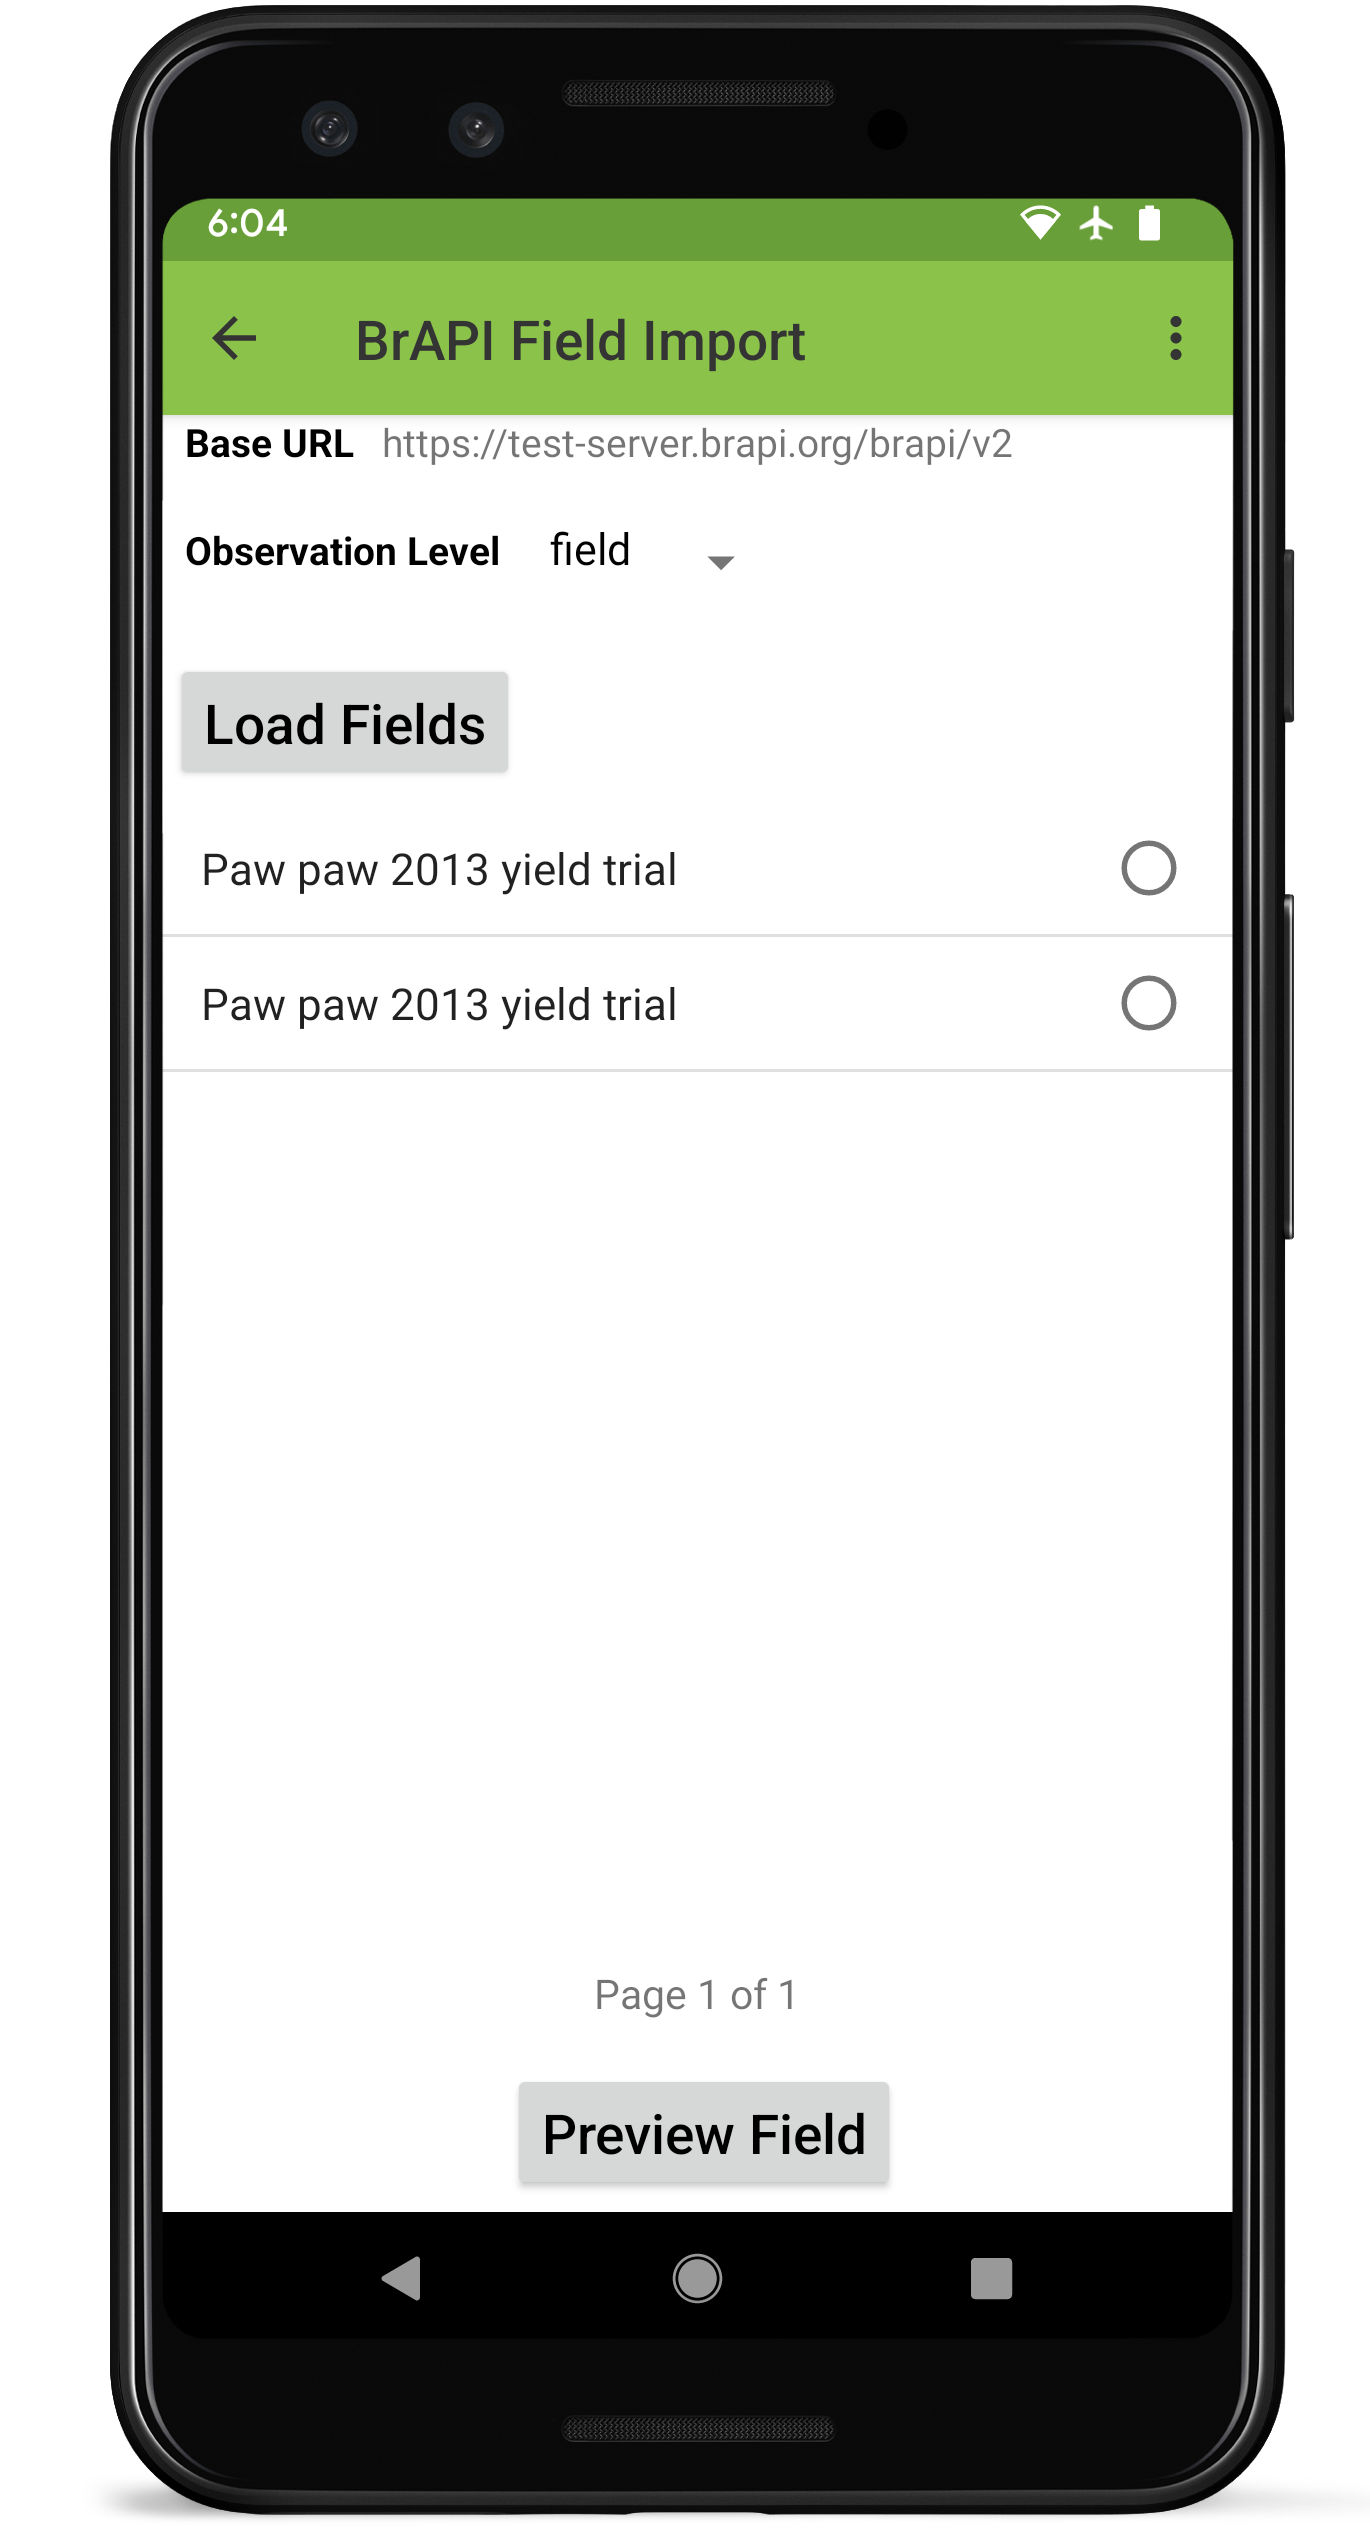 6:04
BrAPI Field Import
Base URL https://test-server.brapi.org/brapi/v2
Observation Level field
Load Fields
Paw paw 2013 yield trial
Paw paw 2013 yield trial
Page 1 of 1
Preview Field